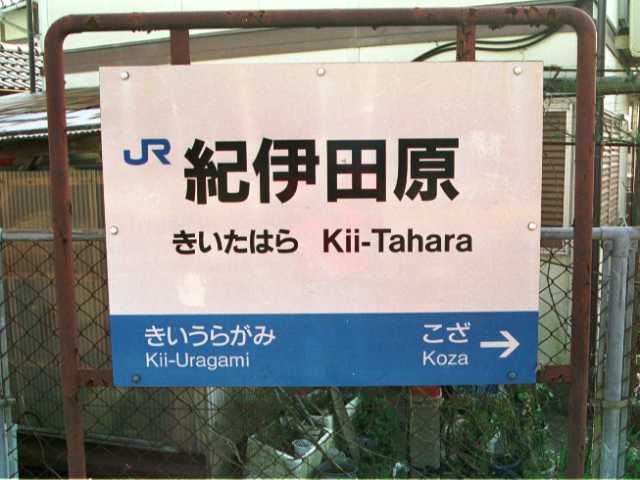 JR 紀伊田原
きいたはら Kii-Tahara
きいうらがみ こざ →
Kii-Uragami Koza